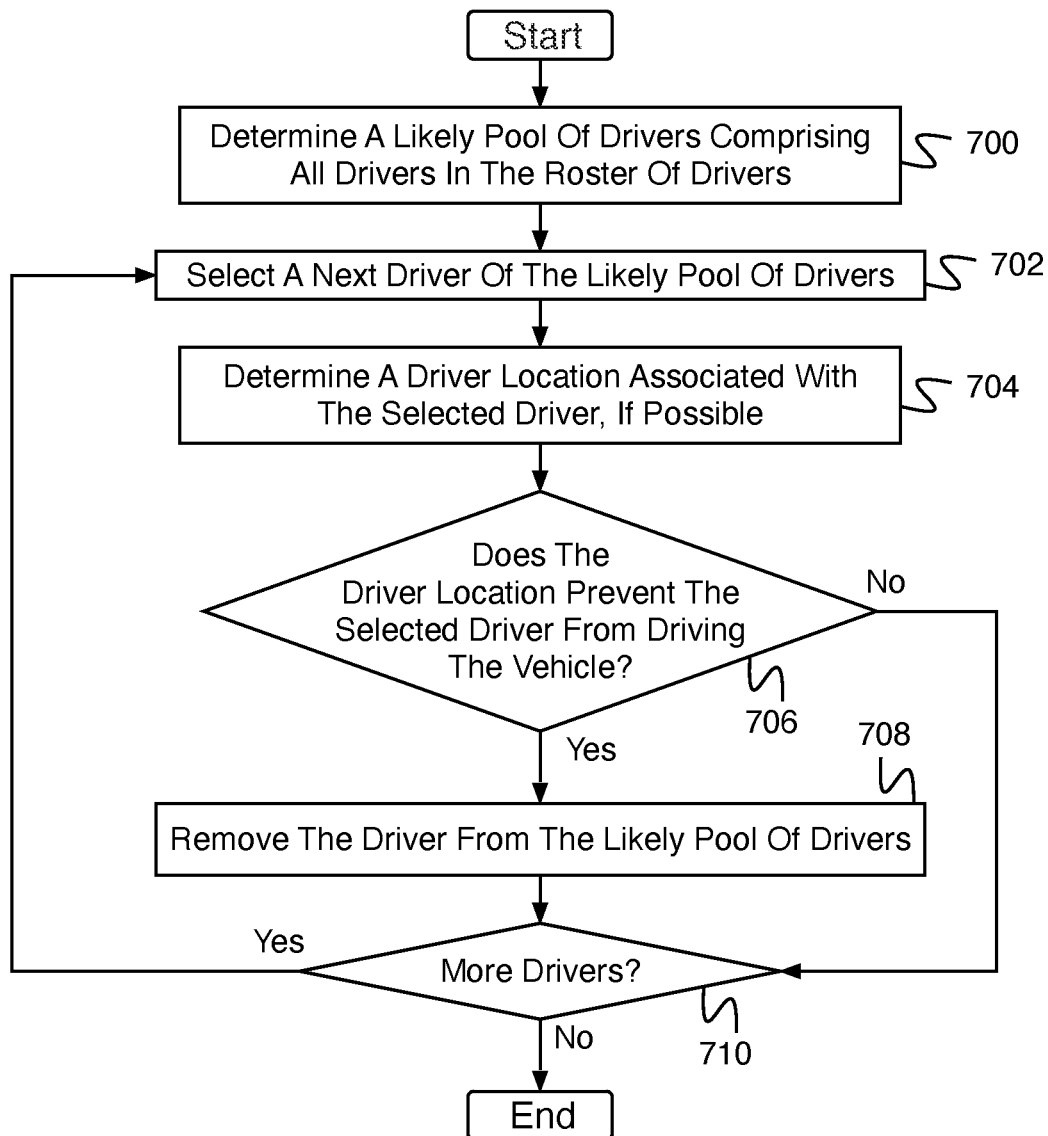 Start
Determine A Likely Pool Of Drivers Comprising
All Drivers In The Roster Of Drivers
700
Select A Next Driver Of The Likely Pool Of Drivers
702
Determine A Driver Location Associated With
The Selected Driver, If Possible
704
Does The
Driver Location Prevent The
Selected Driver From Driving
The Vehicle?
No
706
Yes
708
Remove The Driver From The Likely Pool Of Drivers
Yes
More Drivers?
710
No
End